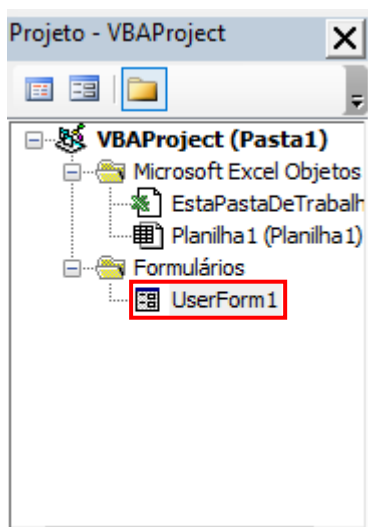 Projeto - VBAProject
VBAProject (Pasta1)
Microsoft Excel Objetos
EstaPastaDeTrabalh
Planilha1 (Planilha1)
Formulários
UserForm1